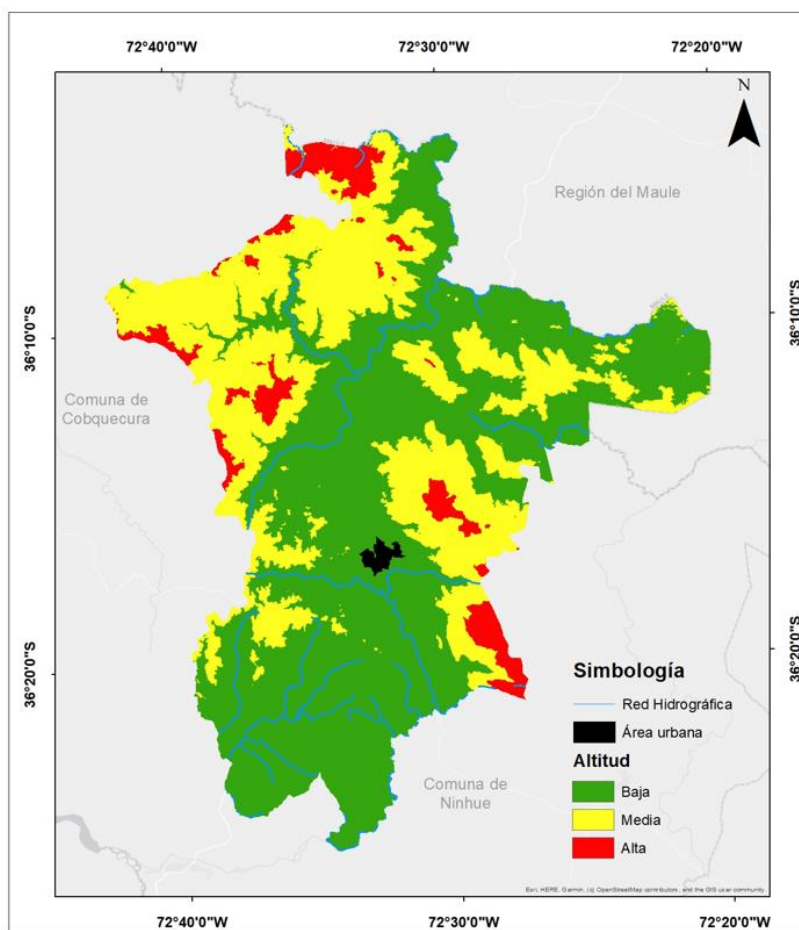 72°40'0"W
72°30'0"W
72°20'0"W
N
Región del Maule
36°10'0"S
36°10'0"S
Comuna de
Cobquecura
36°20'0"S
36°20'0"S
Simbología
Red Hidrográfica
Área urbana
Altitud
Baja
Media
Alta
Comuna de
Ninhue
Esri, HERE, Garmin, (c) OpenStreetMap contributors, and the GIS user community
72°40'0"W
72°30'0"W
72°20'0"W